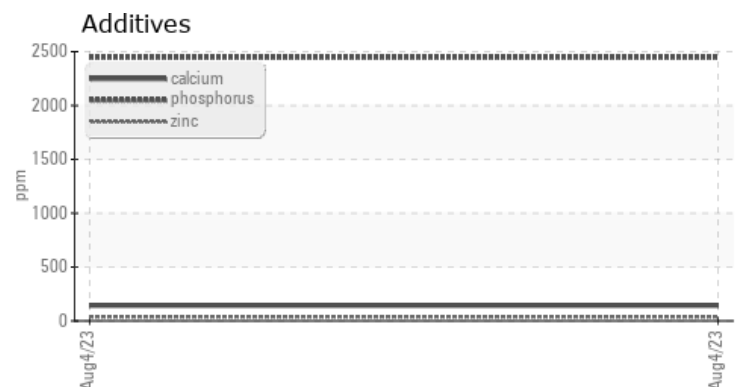 Additives
2500
calcium
phosphorus
2000
zinc
1500
ppm
1000
500
0
Aug4/23
Aug4/23